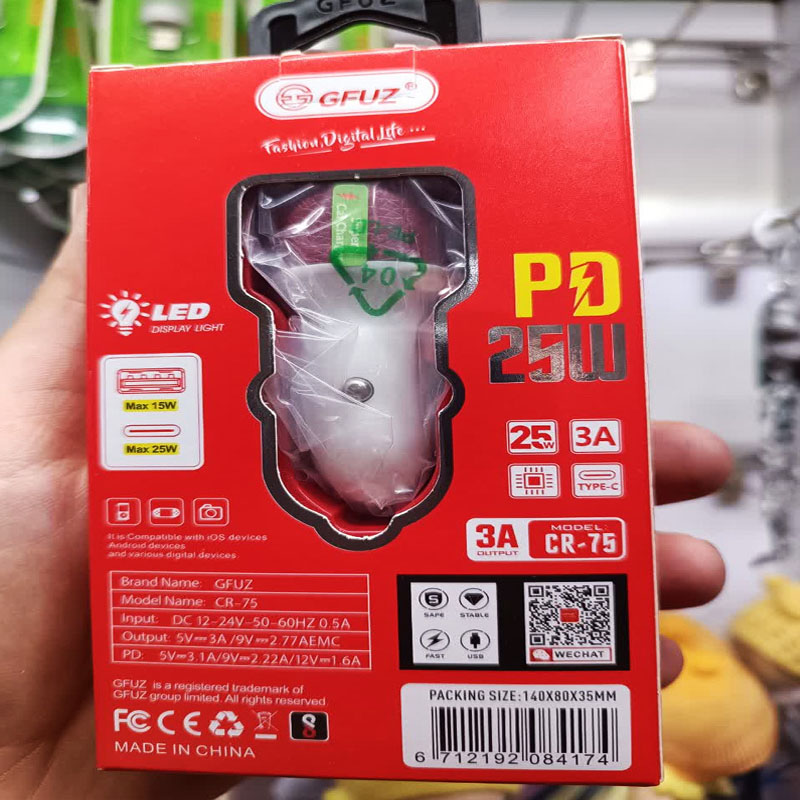 GFUZ
GFUZ®
Fashion, Digital Life ...
04
PD
25W
LED
DISPLAY LIGHT
Max 15W
Max 25W
25W
3A
TYPE-C
3A
OUTPUT
MODEL:
CR-75
It is Compatible with iOS devices
Android devices
and various digital devices
Brand Name: GFUZ
Model Name: CR-75
Input: DC 12-24V-50-60HZ 0.5A
Output: 5V⎓3A/9V⎓2.77AEMC
PD: 5V⎓3.1A/9V⎓2.22A/12V⎓1.6A
S
SAFE
STABLE
FAST
USB
WECHAT
GFUZ is a registered trademark of
GFUZ group limited. All rights reserved
FC CE
MADE IN CHINA
PACKING SIZE:140X80X35MM
6 712192 084174